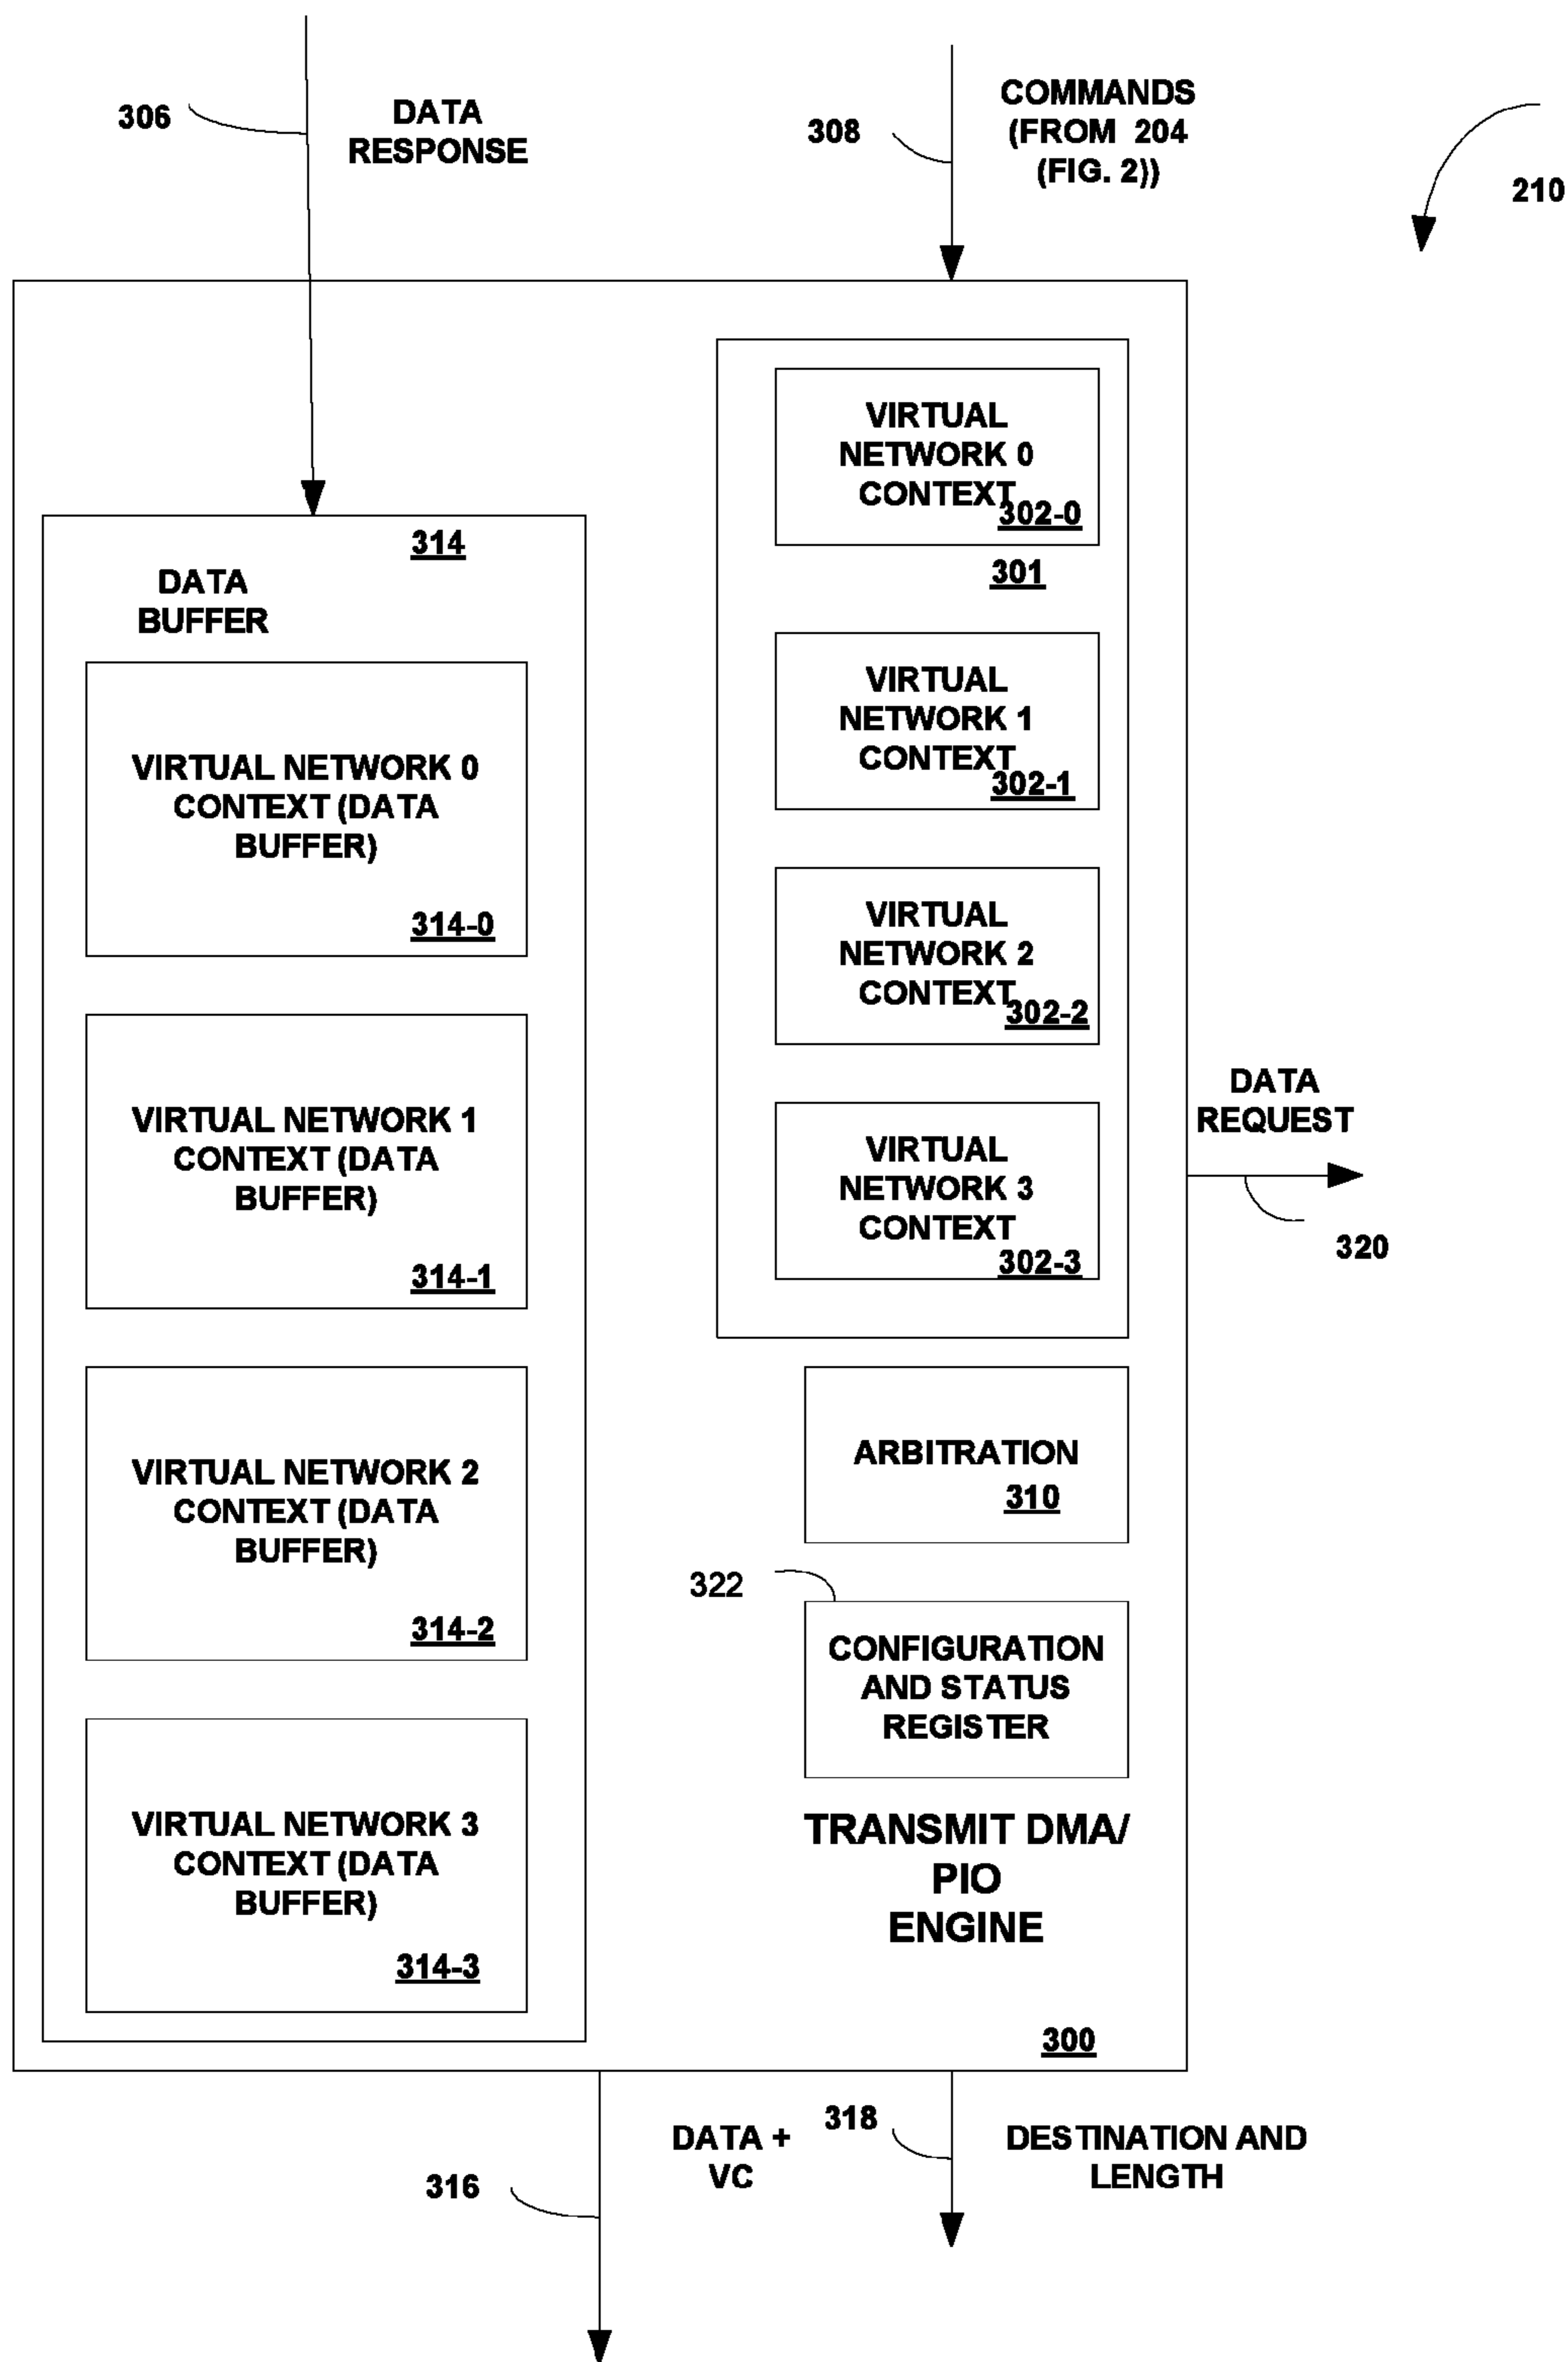 306
DATA
RESPONSE
308
COMMANDS
(FROM 204
(FIG. 2))
210
314
DATA
BUFFER
VIRTUAL NETWORK 0
CONTEXT (DATA
BUFFER)
314-0
VIRTUAL NETWORK 1
CONTEXT (DATA
BUFFER)
314-1
VIRTUAL NETWORK 2
CONTEXT (DATA
BUFFER)
314-2
VIRTUAL NETWORK 3
CONTEXT (DATA
BUFFER)
314-3
VIRTUAL
NETWORK 0
CONTEXT
302-0
301
VIRTUAL
NETWORK 1
CONTEXT
302-1
VIRTUAL
NETWORK 2
CONTEXT
302-2
VIRTUAL
NETWORK 3
CONTEXT
302-3
DATA
REQUEST
320
ARBITRATION
310
322
CONFIGURATION
AND STATUS
REGISTER
TRANSMIT DMA/
PIO
ENGINE
300
316
DATA +
VC
318
DESTINATION AND
LENGTH